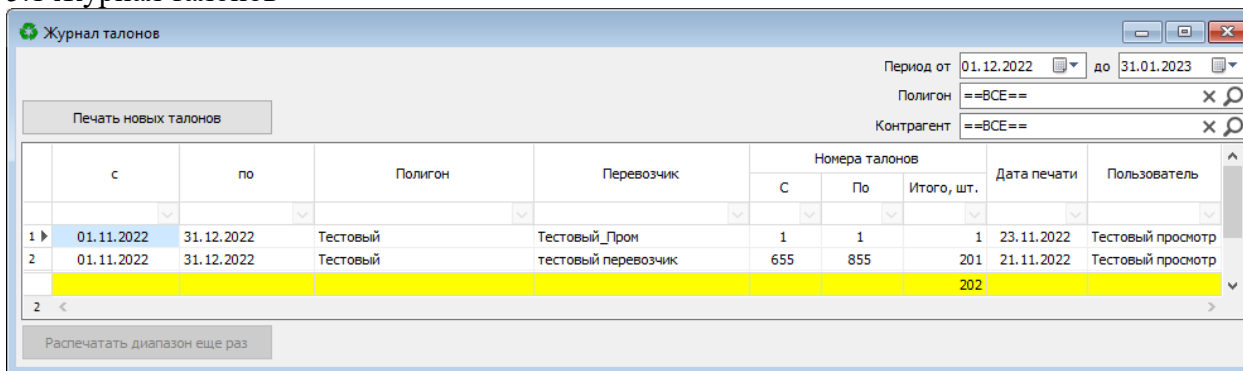 Журнал талонов
Период от 01.12.2022 до 31.01.2023
Полигон ==ВСЕ==
Печать новых талонов
Контрагент ==ВСЕ==
с по Полигон Перевозчик Номера талонов Дата печати Пользователь
С По Итого, шт.
1 01.11.2022 31.12.2022 Тестовый Тестовый_Пром 1 1 1 23.11.2022 Тестовый просмотр
2 01.11.2022 31.12.2022 Тестовый тестовый перевозчик 655 855 201 21.11.2022 Тестовый просмотр
202
2
Распечатать диапазон еще раз